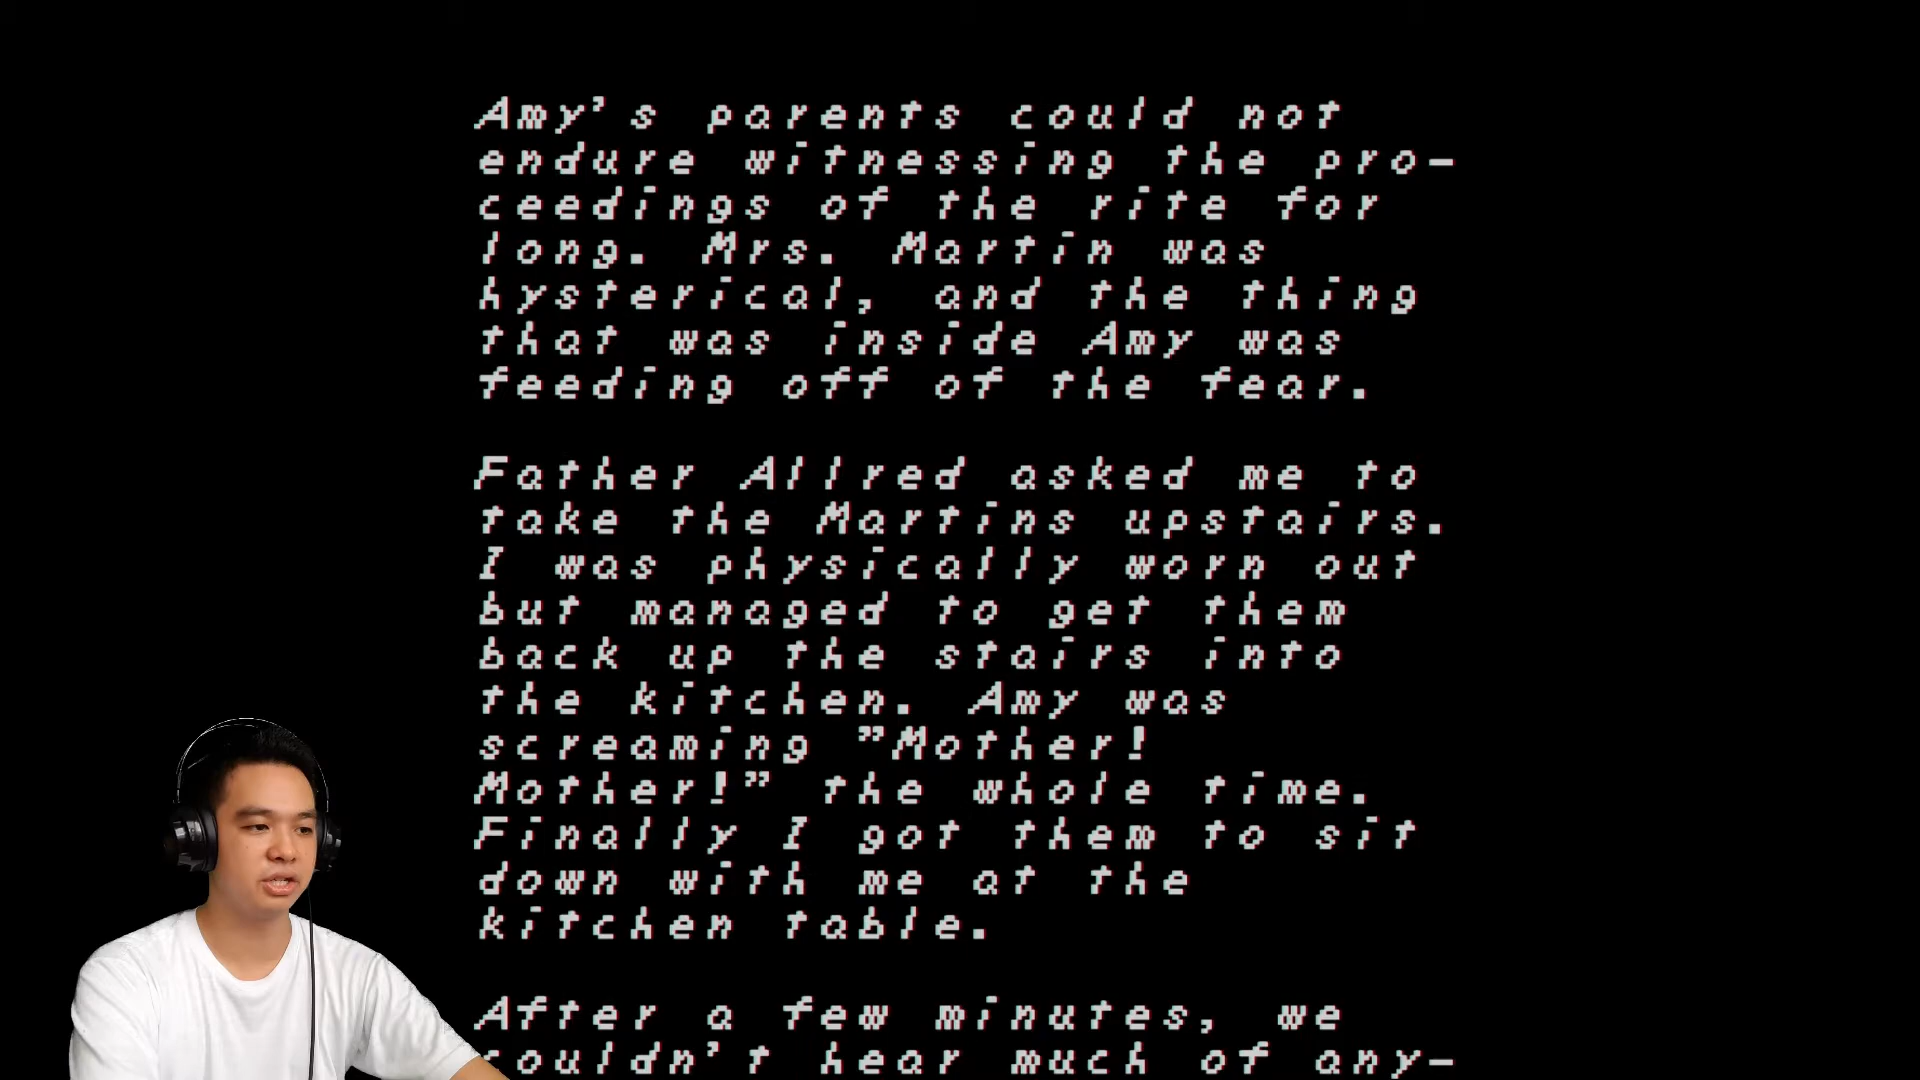 Amy's parents could not
endure witnessing the pro-
ceedings of the rite for
long. Mrs. Martin was
hysterical, and the thing
that was inside Amy was
feeding off of the fear.
Father Allred asked me to
take the Martins upstairs.
I was physically worn out
but managed to get them
back up the stairs into
the kitchen. Amy was
screaming "Mother!
Mother!" the whole time.
Finally I got them to sit
down with me at the
kitchen table.
After a few minutes, we
couldn't hear much of any-